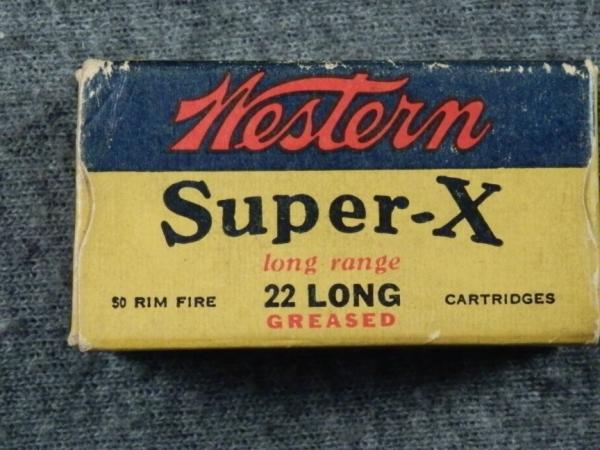 Western
Super-X
long range
50 RIM FIRE 22 LONG CARTRIDGES
GREASED